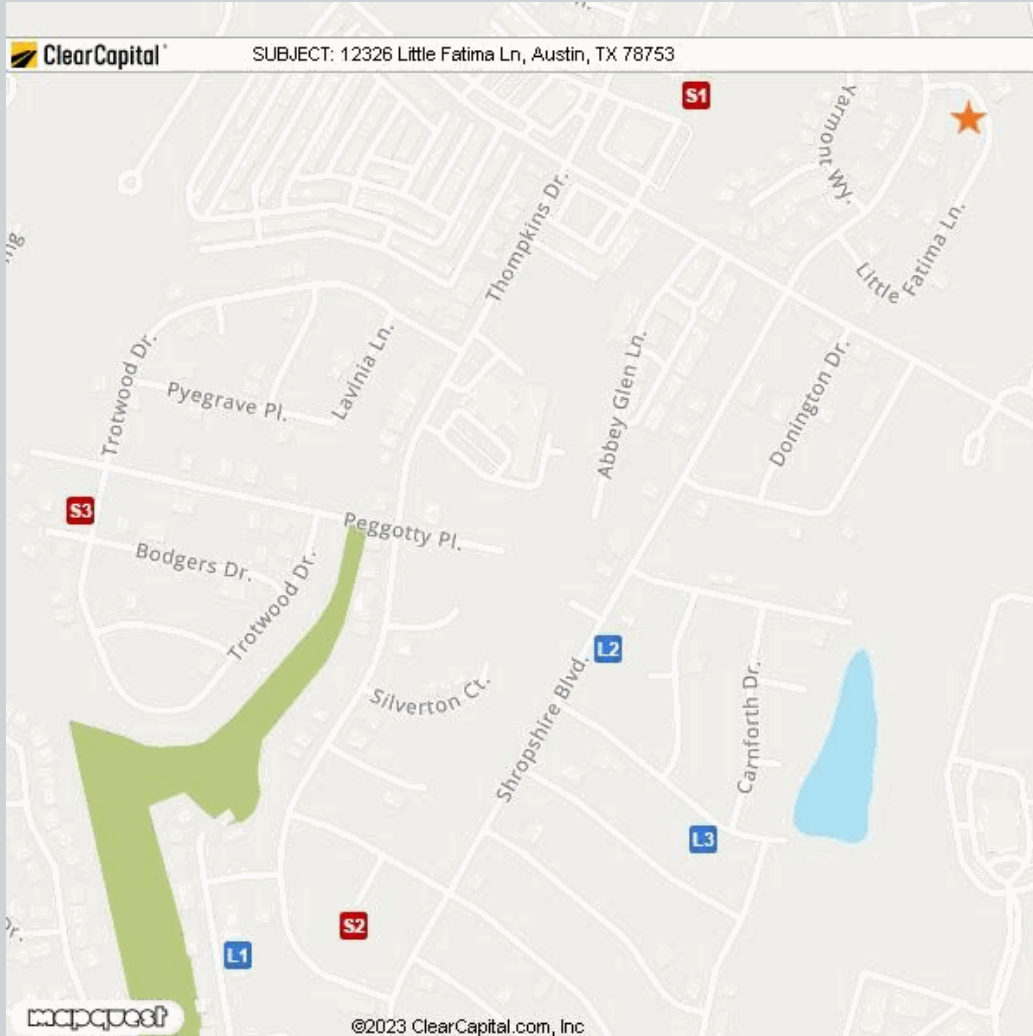 ClearCapital
SUBJECT: 12326 Little Fatima Ln, Austin, TX 78753
S1
Yarmont Wy.
Thompkins Dr.
Little Fatima Ln.
Trotwood Dr.
Lavinia Ln.
Pyegrave Pl.
Abbey Glen Ln.
Donington Dr.
S3
Peggotty Pl.
Bodgers Dr.
Trotwood Dr.
L2
Silverton Ct.
Shropshire Blvd.
Carnforth Dr.
L3
S2
Dr.
L1
mapquest
©2023 ClearCapital.com, Inc